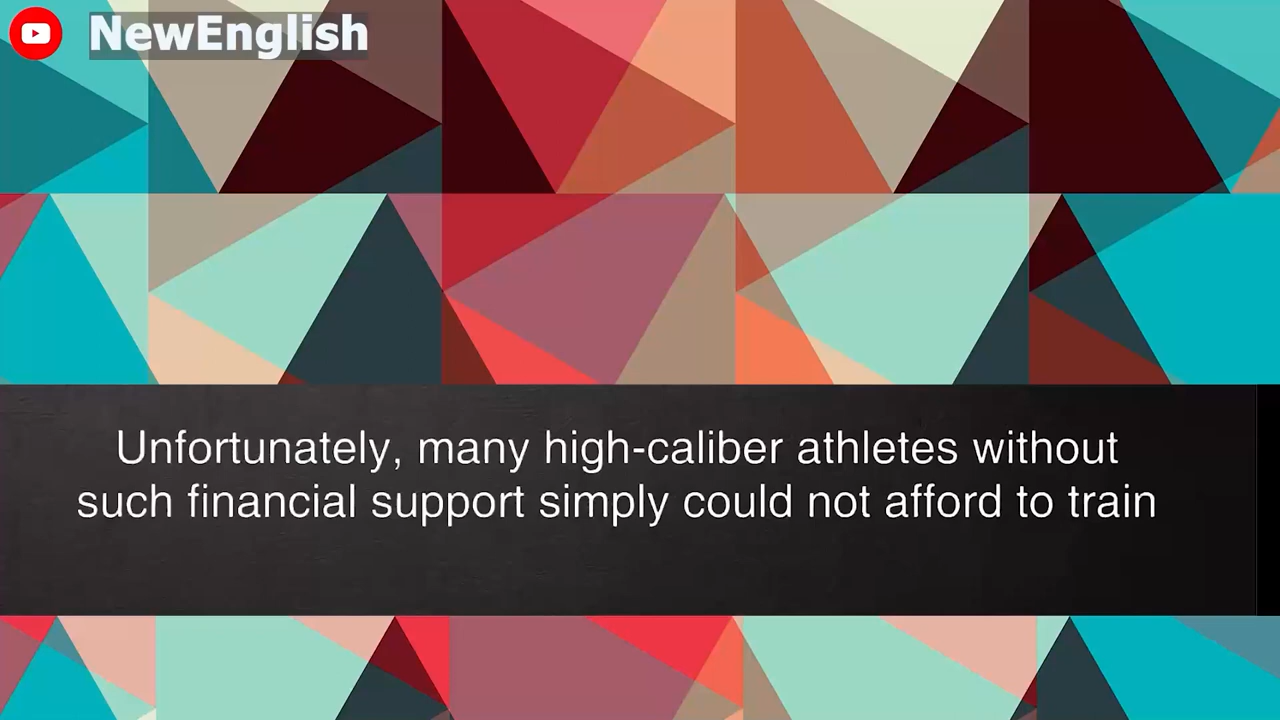 NewEnglish
Unfortunately, many high-caliber athletes without
such financial support simply could not afford to train